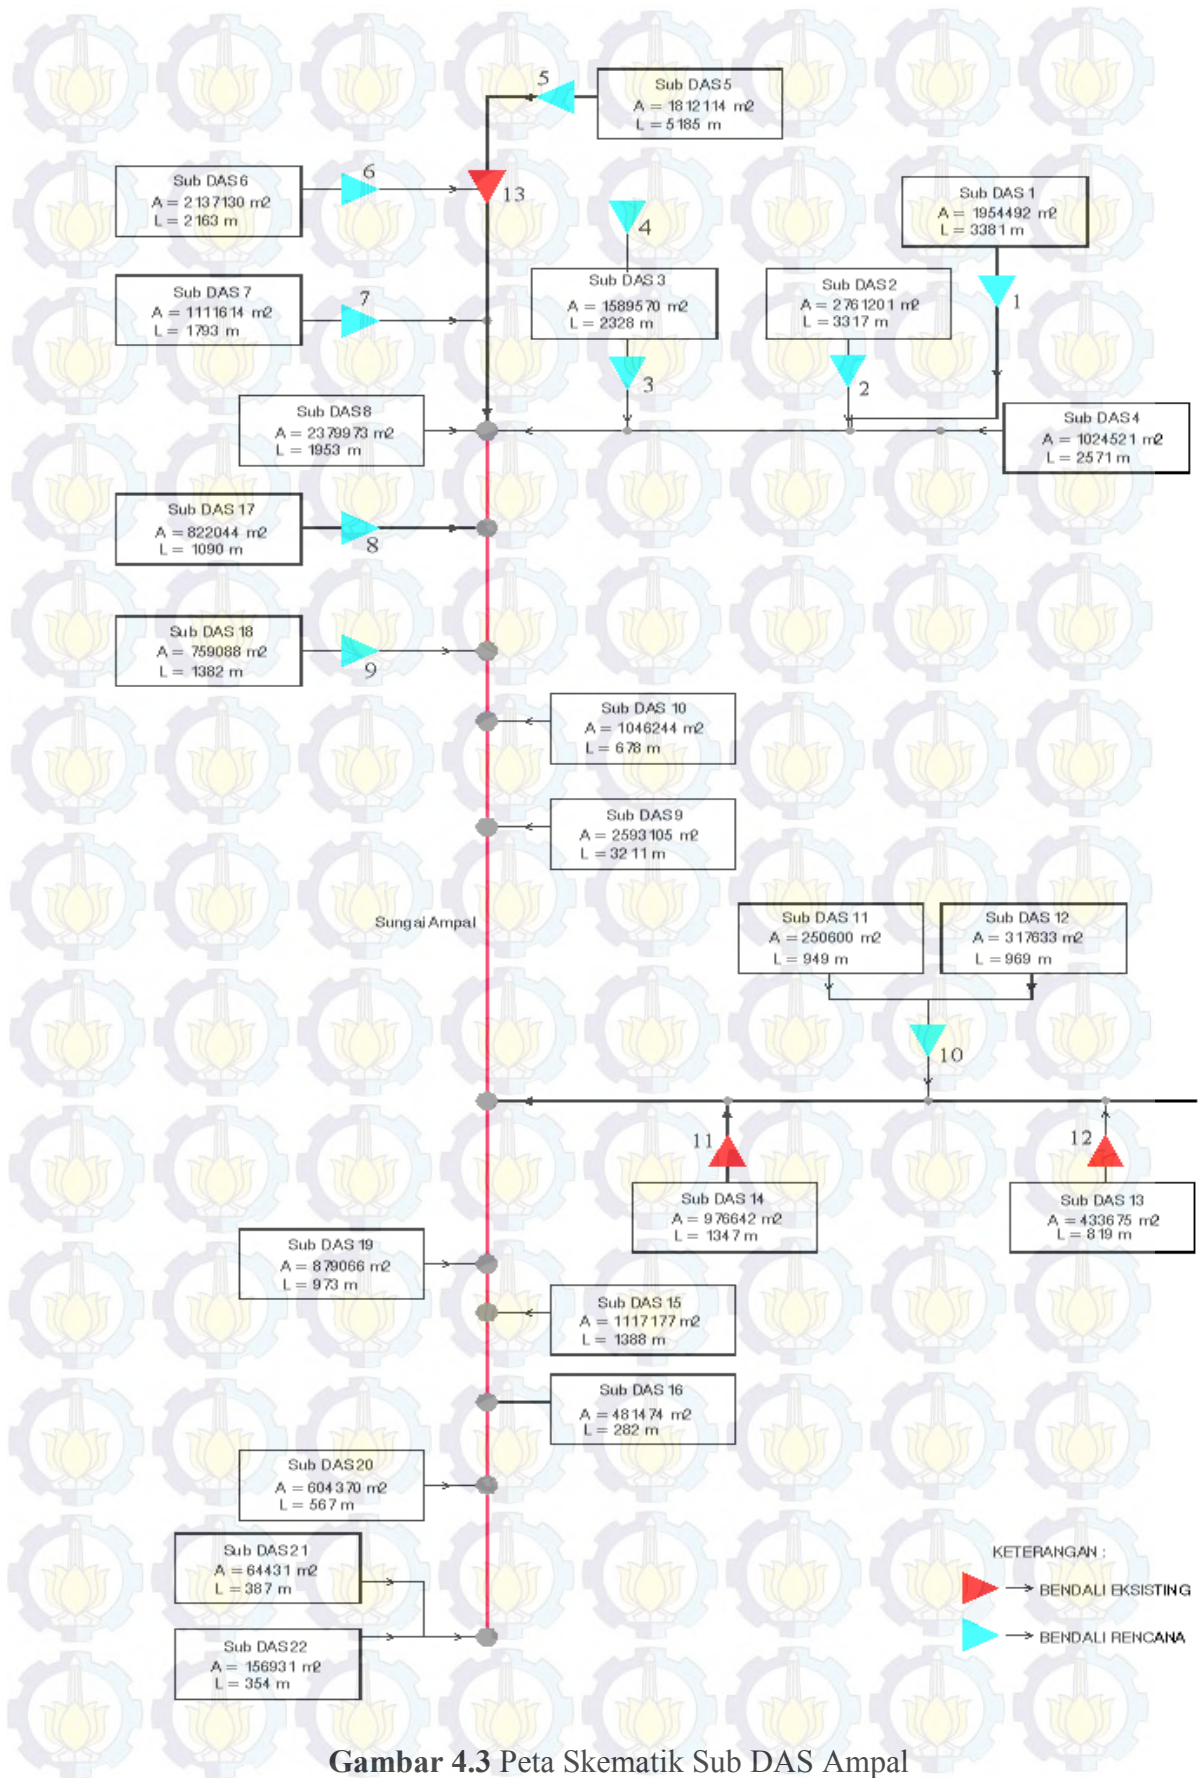 5
Sub DAS 5
A = 1812114 m2
L = 5185 m
Sub DAS 6
A = 2137130 m2
L = 2163 m
6
13
4
Sub DAS 1
A = 1954492 m2
L = 3381 m
1
Sub DAS 7
A = 1111614 m2
L = 1793 m
7
Sub DAS 3
A = 1589570 m2
L = 2328 m
3
Sub DAS 2
A = 2761201 m2
L = 3317 m
2
Sub DAS 8
A = 2379973 m2
L = 1953 m
Sub DAS 4
A = 1024521 m2
L = 2571 m
Sub DAS 17
A = 822044 m2
L = 1090 m
8
Sub DAS 18
A = 759088 m2
L = 1382 m
9
Sub DAS 10
A = 1046244 m2
L = 678 m
Sub DAS 9
A = 2593105 m2
L = 3211 m
Sungai Ampal
Sub DAS 11
A = 250600 m2
L = 949 m
Sub DAS 12
A = 317633 m2
L = 969 m
10
11
Sub DAS 14
A = 976642 m2
L = 1347 m
12
Sub DAS 13
A = 433675 m2
L = 819 m
Sub DAS 19
A = 879066 m2
L = 973 m
Sub DAS 15
A = 1117177 m2
L = 1388 m
Sub DAS 16
A = 481474 m2
L = 282 m
Sub DAS 20
A = 604370 m2
L = 567 m
Sub DAS 21
A = 64431 m2
L = 387 m
Sub DAS 22
A = 156931 m2
L = 354 m
KETERANGAN :
BENDALI EKSISTING
BENDALI RENCANA
Gambar 4.3 Peta Skematik Sub DAS Ampal